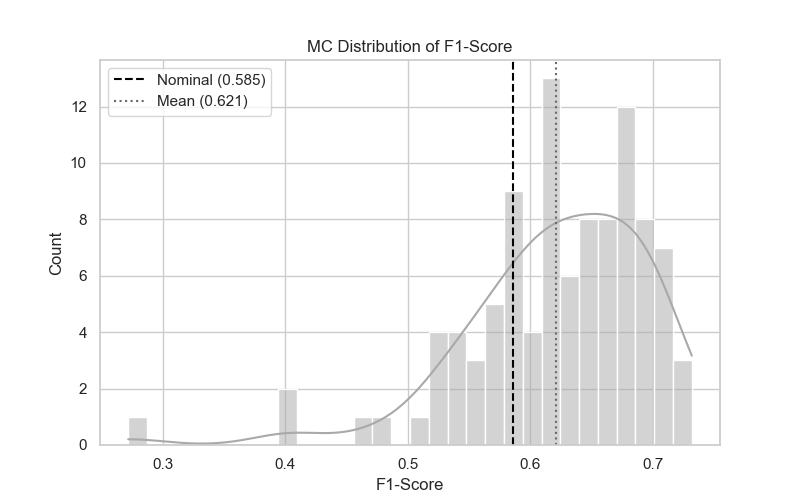 MC Distribution of F1-Score
Nominal (0.585)
Mean (0.621)
12
10
8
6
4
2
0
Count
0.3 0.4 0.5 0.6 0.7
F1-Score